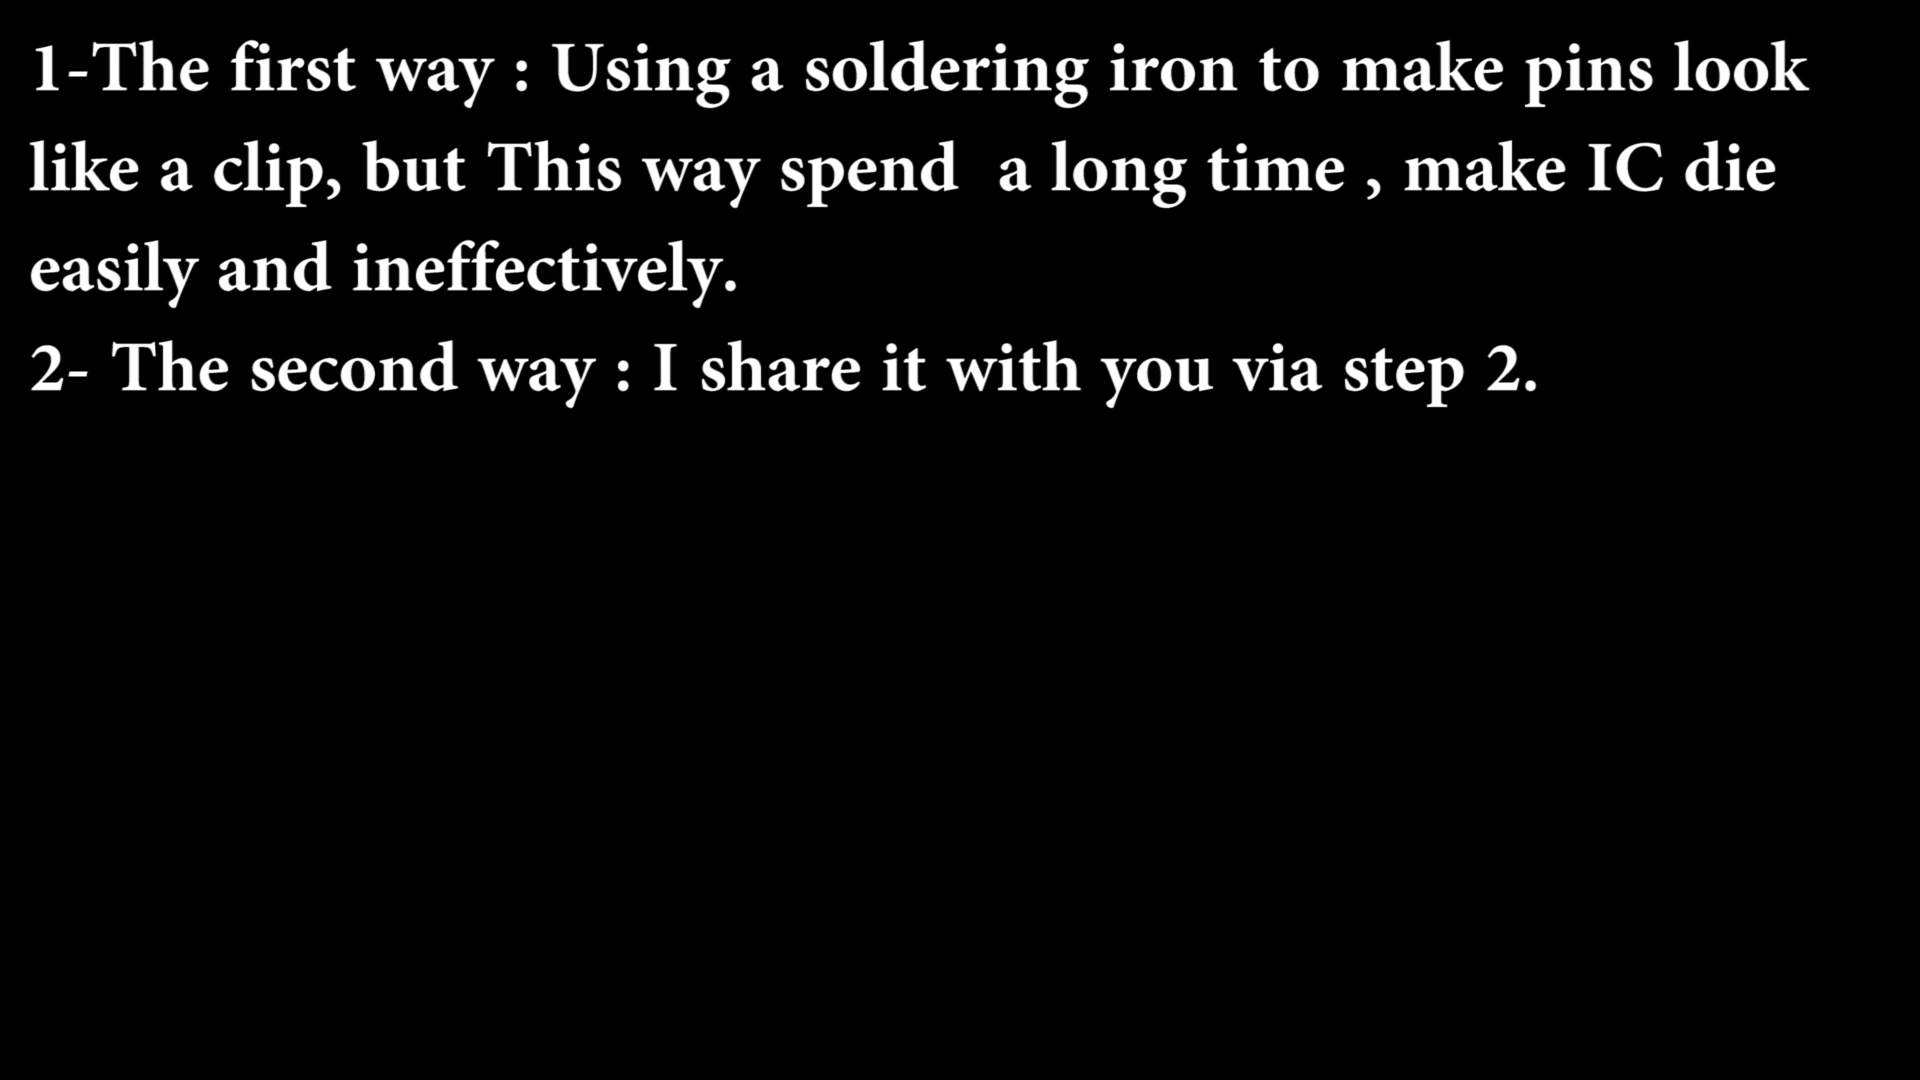 1-The first way : Using a soldering iron to make pins look
like a clip, but This way spend  a long time , make IC die
easily and ineffectively.
2- The second way : I share it with you via step 2.